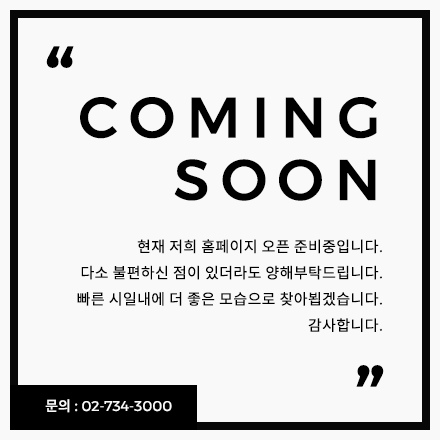 “
COMING
SOON
현재 저희 홈페이지 오픈 준비중입니다.
다소 불편하신 점이 있더라도 양해부탁드립니다.
빠른 시일내에 더 좋은 모습으로 찾아뵙겠습니다.
감사합니다.
”
문의 : 02-734-3000